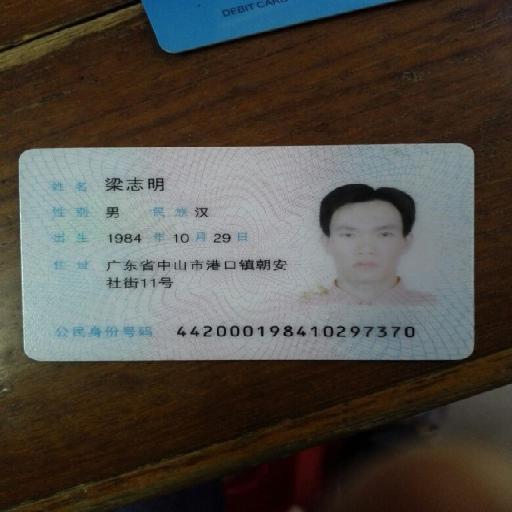 DEBIT CARD
姓名 梁志明
性别 男 民族 汉
出生 1984 年 10 月 29 日
住址 广东省中山市港口镇朝安
社街11号
公民身份号码 442000198410297370